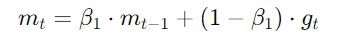 m_t = β_1 · m_{t−1} + (1 − β_1) · g_t